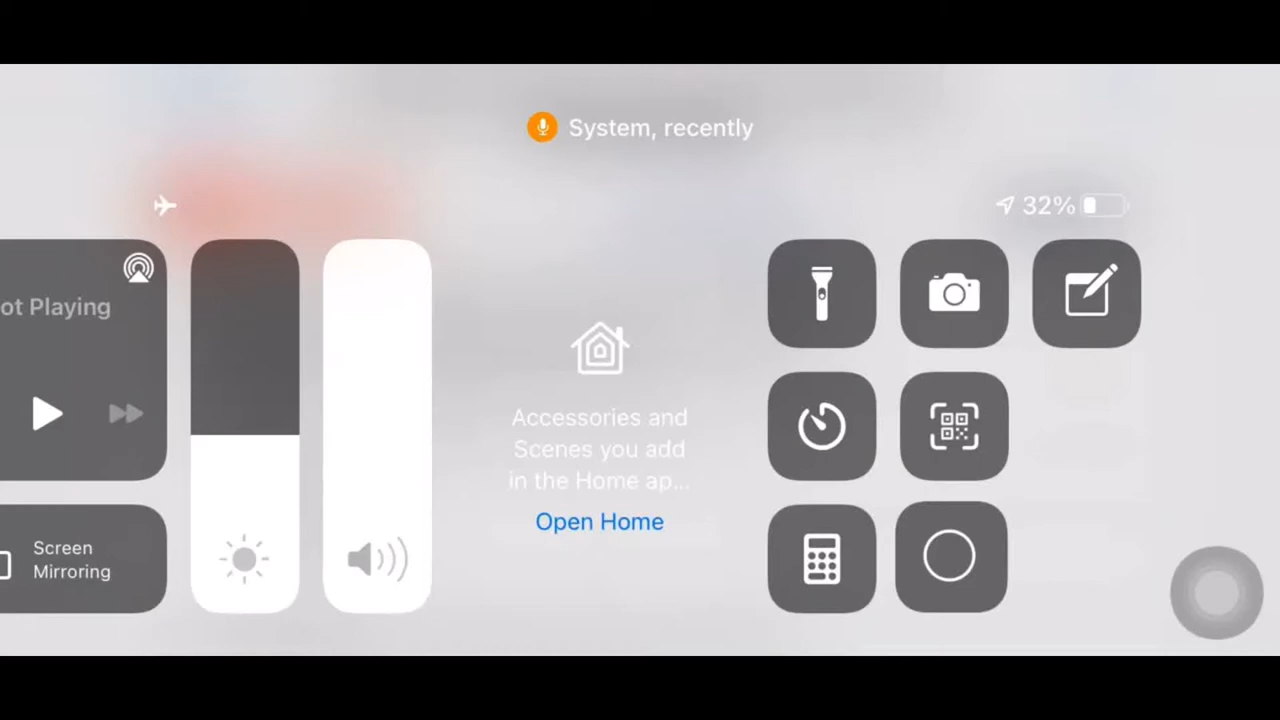 System, recently
32%
ot Playing
Accessories and
Scenes you add
in the Home ap...
Open Home
Screen
Mirroring